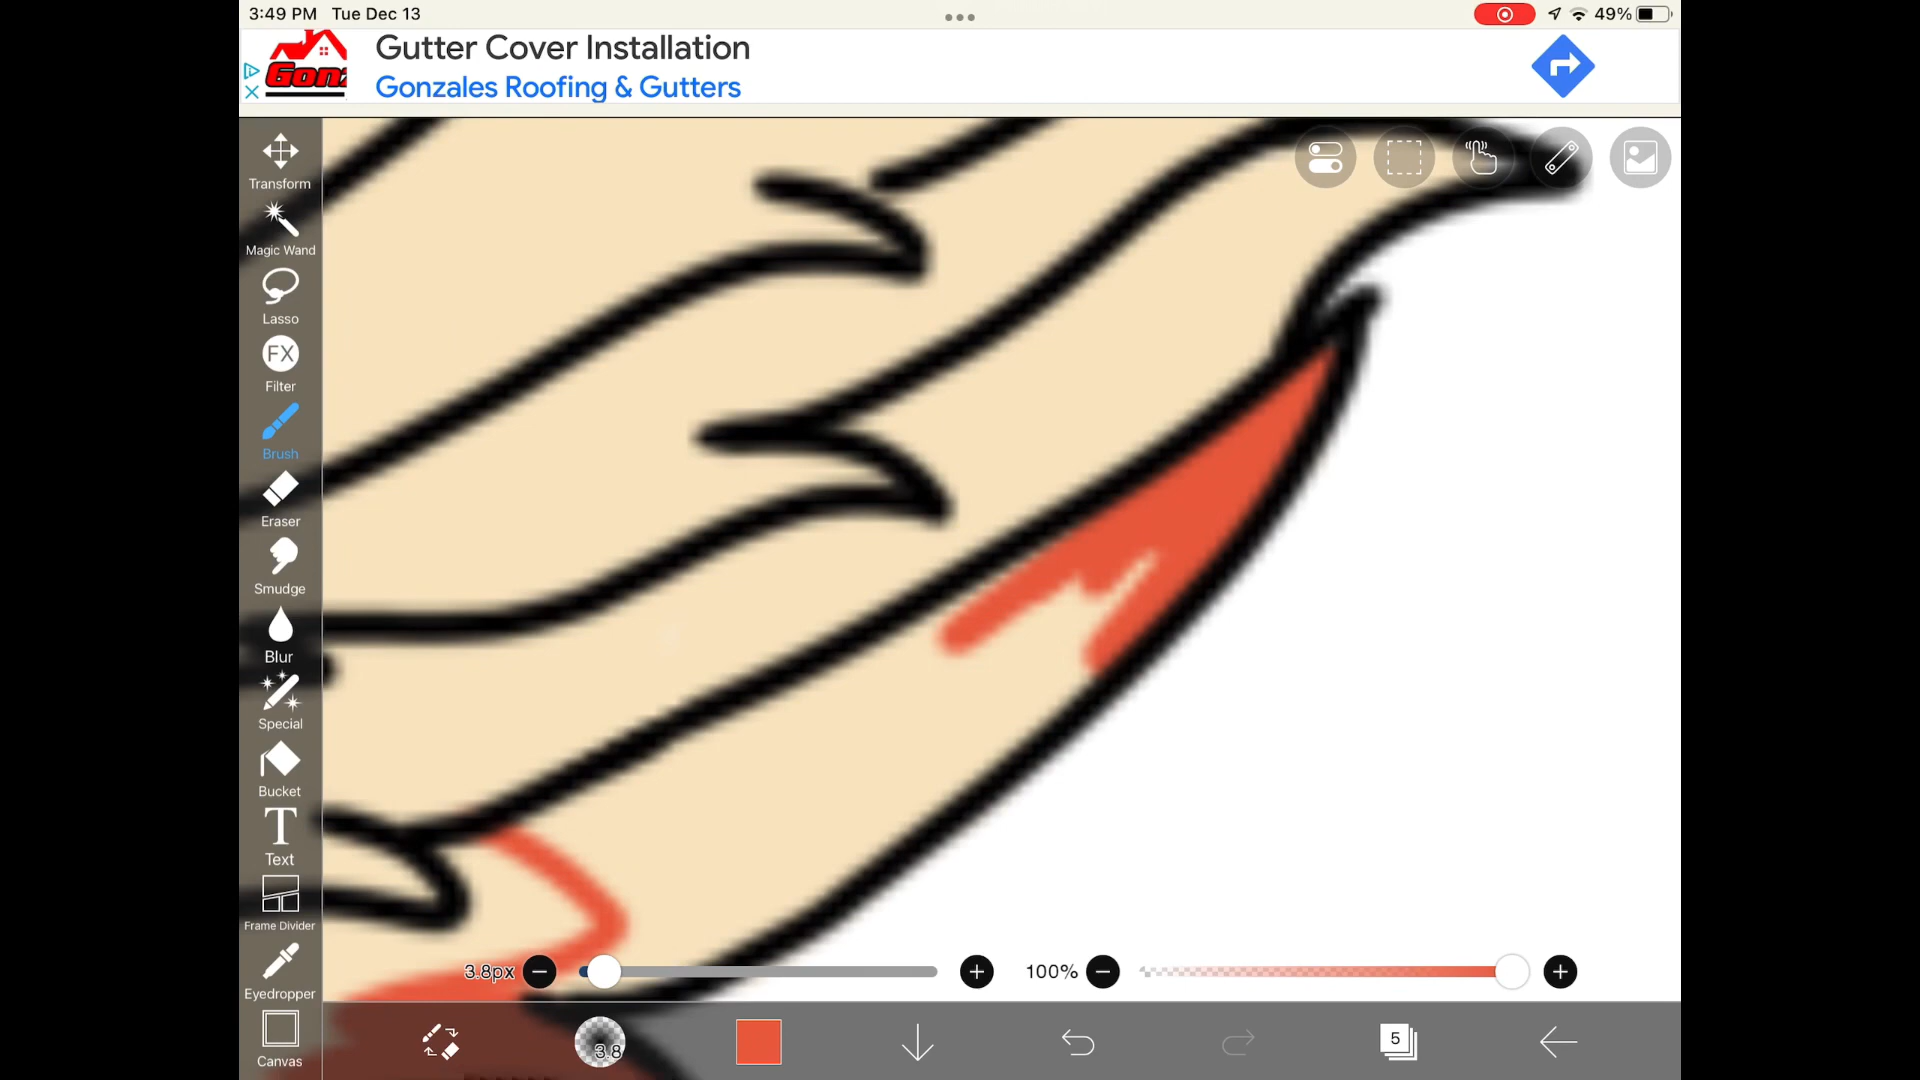 3:49 PM Tue Dec 13
49%
Gutter Cover Installation
Gonzales Roofing & Gutters
Gon
Transform
Magic Wand
Lasso
FX
Filter
Brush
Eraser
Smudge
Blur
Special
Bucket
T
Text
Frame Divider
Eyedropper
Canvas
3.8px
100%
3.8
5